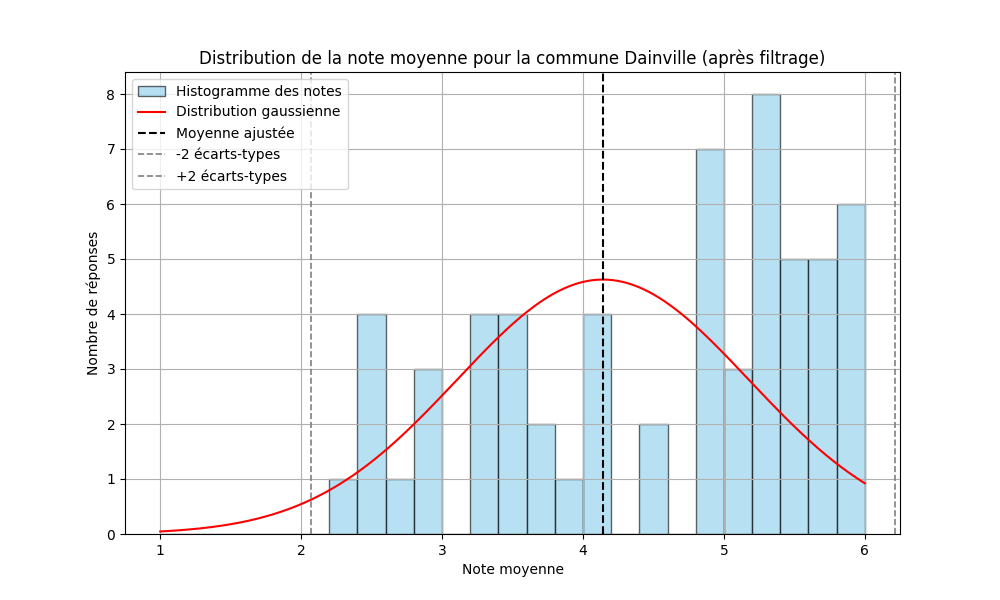 Distribution de la note moyenne pour la commune Dainville (après filtrage)
Histogramme des notes
Distribution gaussienne
Moyenne ajustée
-2 écarts-types
+2 écarts-types
Nombre de réponses
8
7
6
5
4
3
2
1
0
1 2 3 4 5 6
Note moyenne